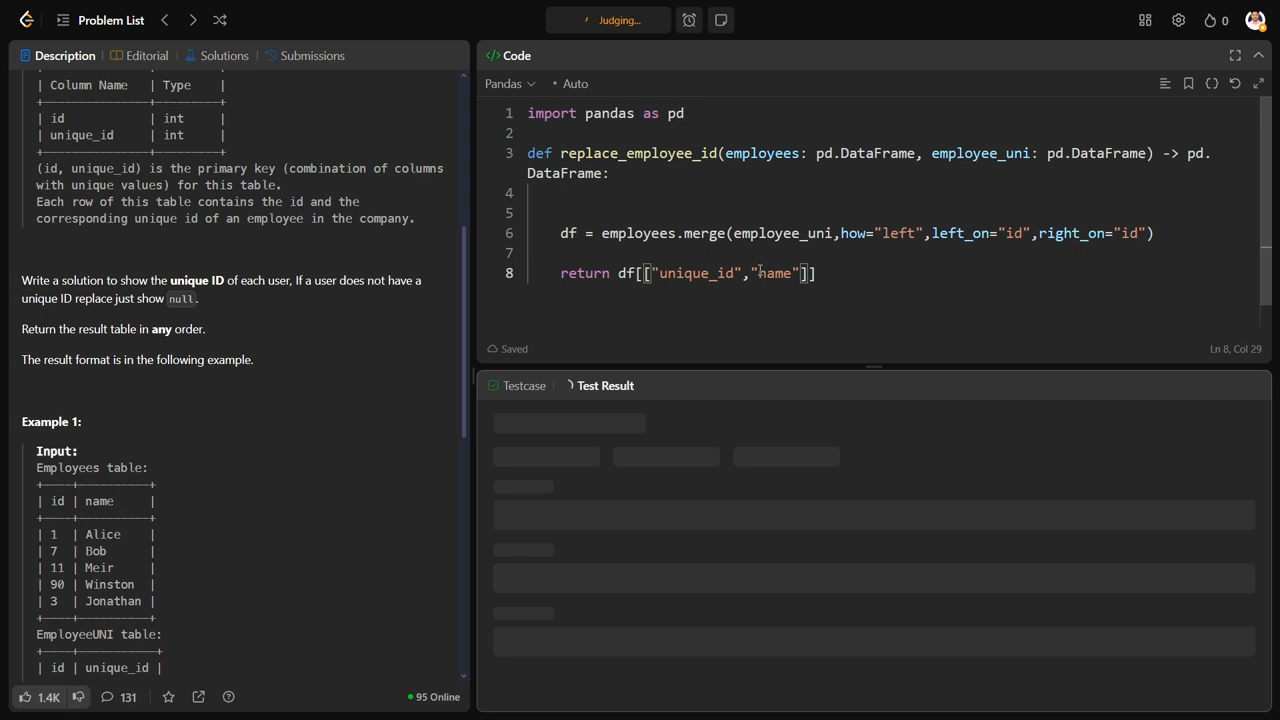 Problem List
Judging...
0
Description
Editorial
Solutions
Submissions
| Column Name | Type |
+---------------+---------+
| id | int |
| unique_id | int |
+---------------+---------+
(id, unique_id) is the primary key (combination of columns
with unique values) for this table.
Each row of this table contains the id and the
corresponding unique id of an employee in the company.
Write a solution to show the unique ID of each user, If a user does not have a
unique ID replace just show null.
Return the result table in any order.
The result format is in the following example.
Example 1:
Input:
Employees table:
+----+----------+
| id | name |
+----+----------+
| 1 | Alice |
| 7 | Bob |
| 11 | Meir |
| 90 | Winston |
| 3 | Jonathan |
+----+----------+
EmployeeUNI table:
+----+-----------+
| id | unique_id |
1.4K
131
95 Online
</> Code
Pandas
Auto
1 import pandas as pd
2
3 def replace_employee_id(employees: pd.DataFrame, employee_uni: pd.DataFrame) -> pd.
DataFrame:
4
5
6 df = employees.merge(employee_uni,how="left",left_on="id",right_on="id")
7
8 return df[["unique_id","name"]]
Saved
Ln 8, Col 29
Testcase
Test Result